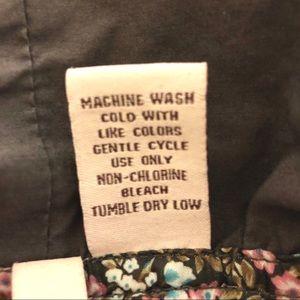 MACHINE WASH
COLD WITH
LIKE COLORS
GENTLE CYCLE
USE ONLY
NON-CHLORINE
BLEACH
TUMBLE DRY LOW